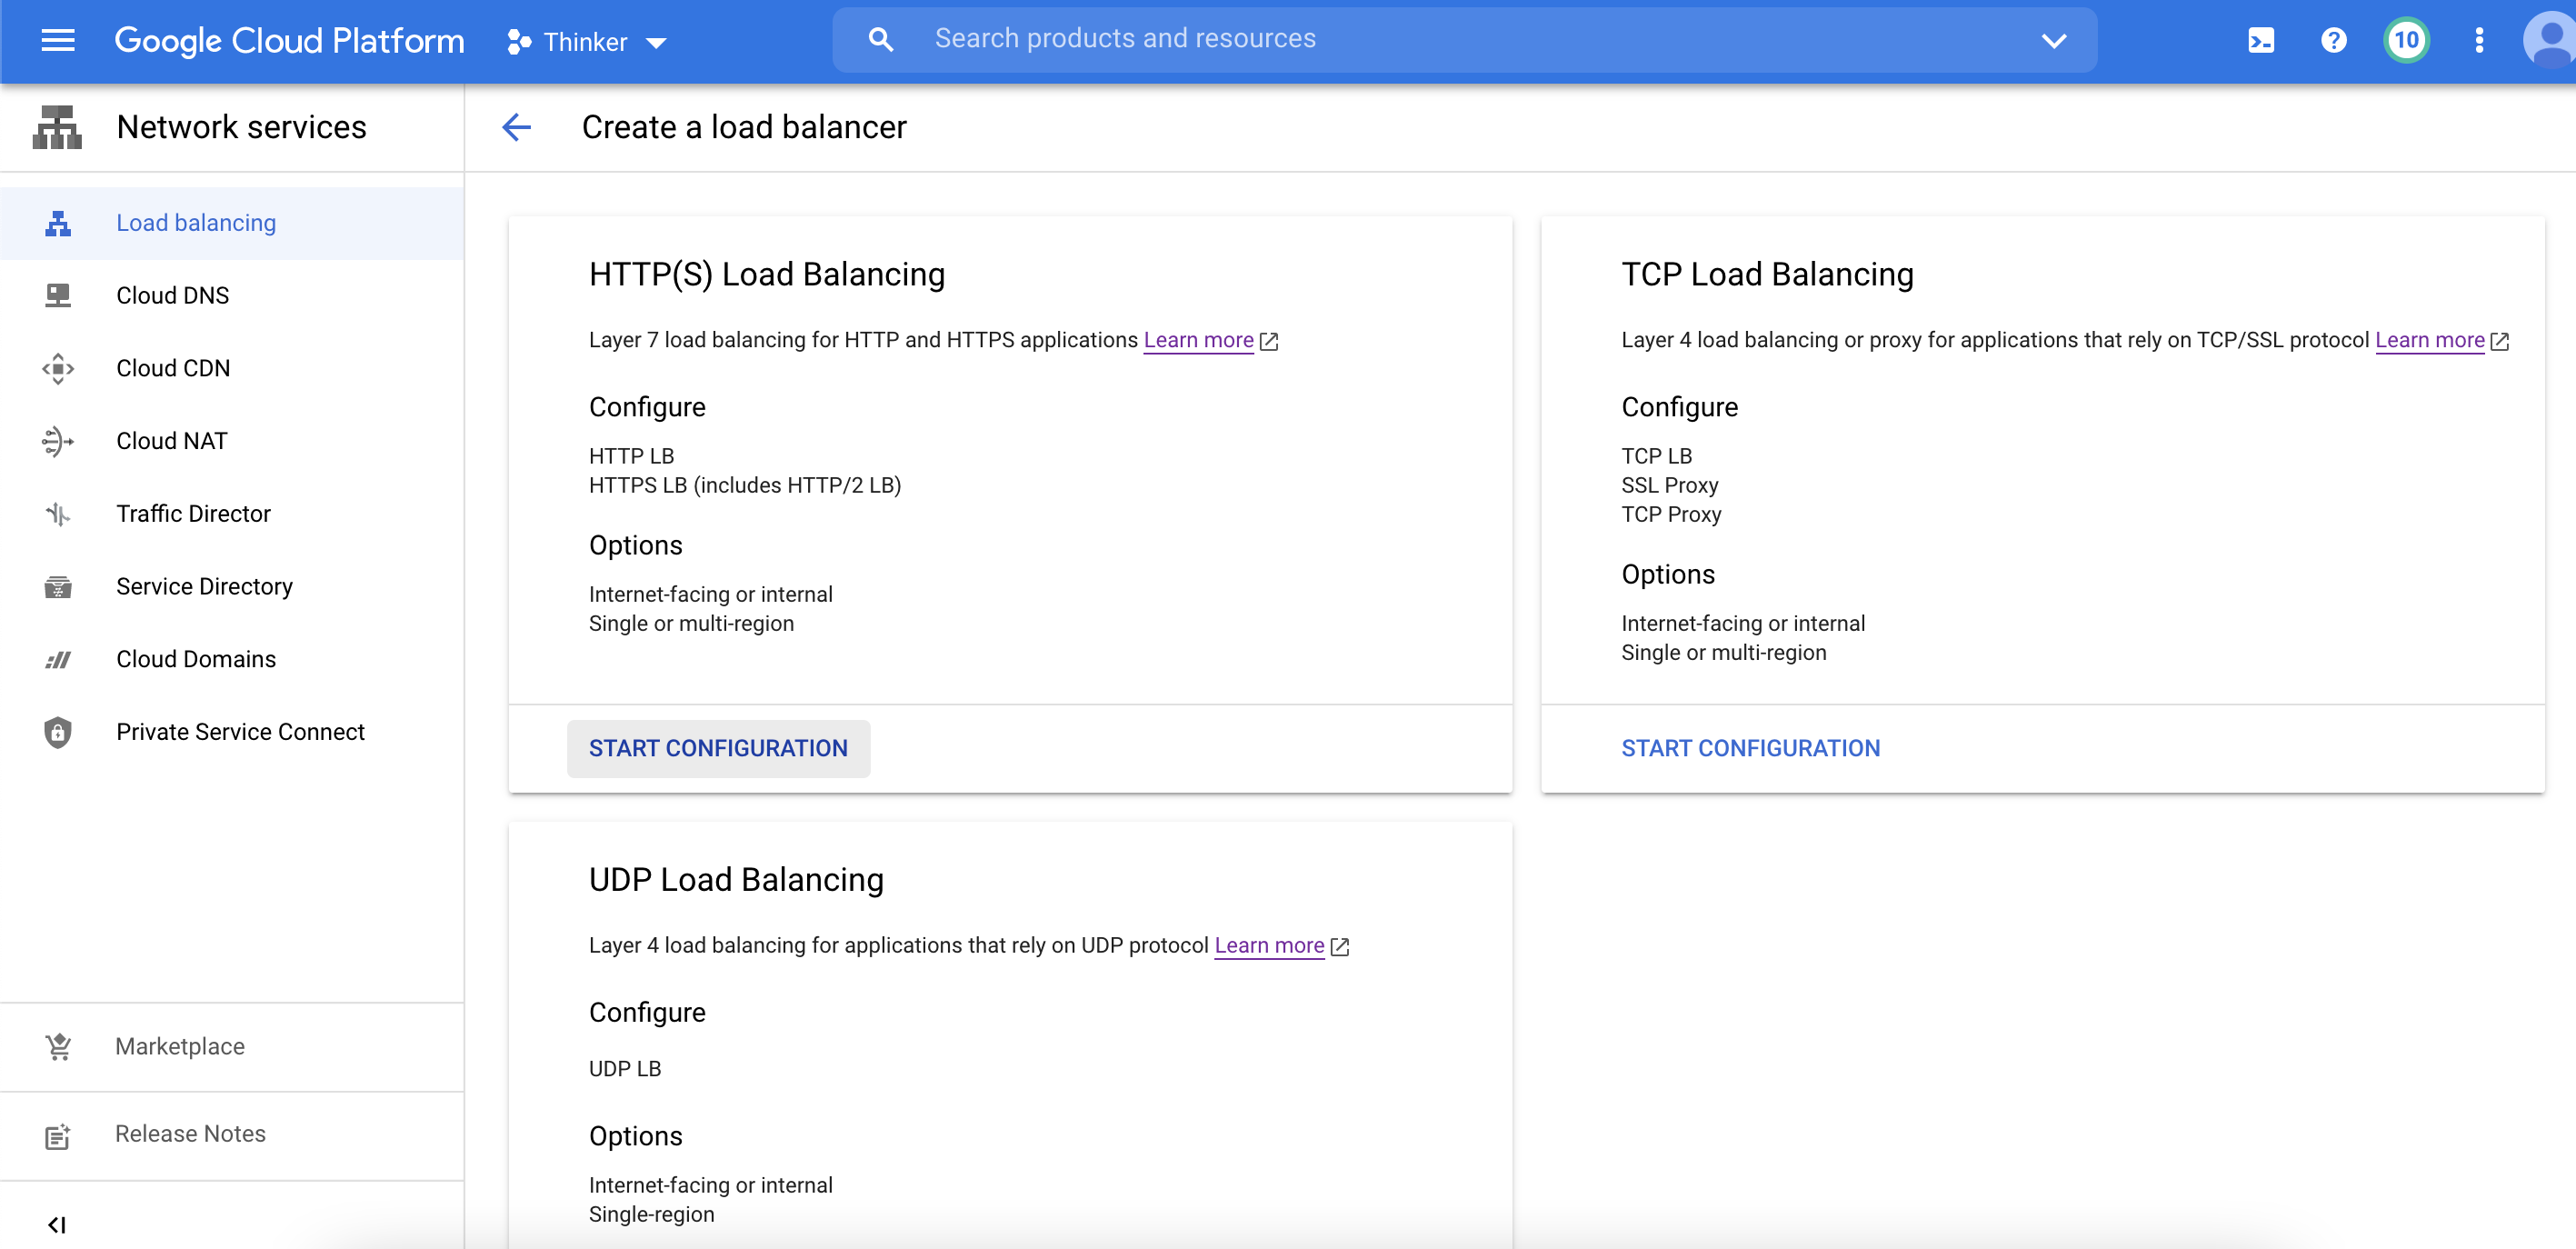 Google Cloud Platform
Thinker
Search products and resources
10
Network services
Load balancing
Cloud DNS
Cloud CDN
Cloud NAT
Traffic Director
Service Directory
Cloud Domains
Private Service Connect
Marketplace
Release Notes
Create a load balancer
HTTP(S) Load Balancing
Layer 7 load balancing for HTTP and HTTPS applications Learn more
Configure
HTTP LB
HTTPS LB (includes HTTP/2 LB)
Options
Internet-facing or internal
Single or multi-region
START CONFIGURATION
TCP Load Balancing
Layer 4 load balancing or proxy for applications that rely on TCP/SSL protocol Learn more
Configure
TCP LB
SSL Proxy
TCP Proxy
Options
Internet-facing or internal
Single or multi-region
START CONFIGURATION
UDP Load Balancing
Layer 4 load balancing for applications that rely on UDP protocol Learn more
Configure
UDP LB
Options
Internet-facing or internal
Single-region